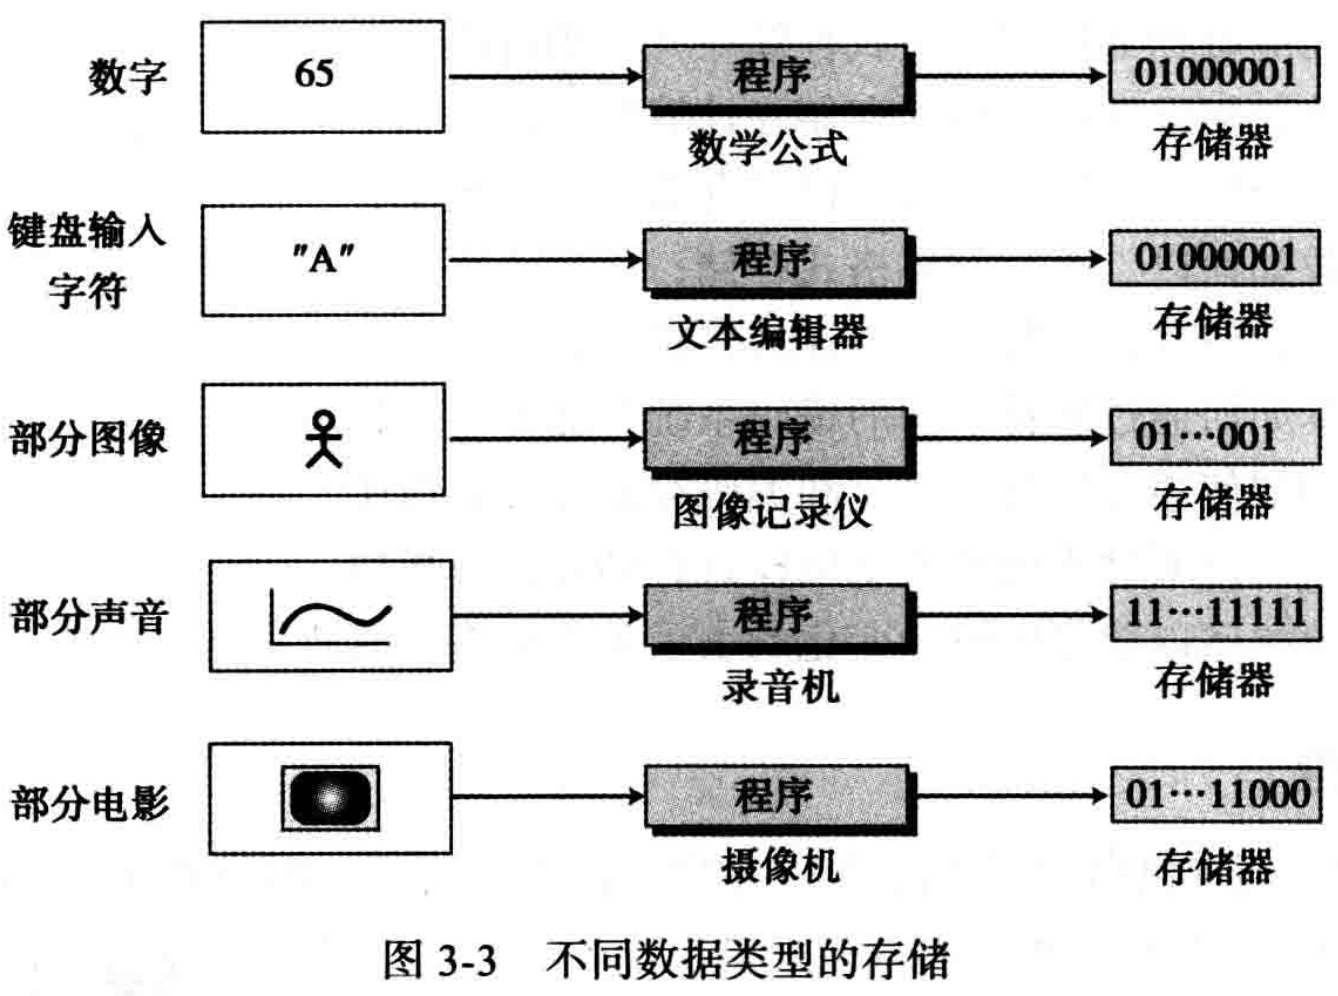 数字 65 程序 01000001
数学公式 存储器
键盘输入
字符 "A" 程序 01000001
文本编辑器 存储器
部分图像 程序 01···001
图像记录仪 存储器
部分声音 程序 11···11111
录音机 存储器
部分电影 程序 01···11000
摄像机 存储器
图 3-3 不同数据类型的存储